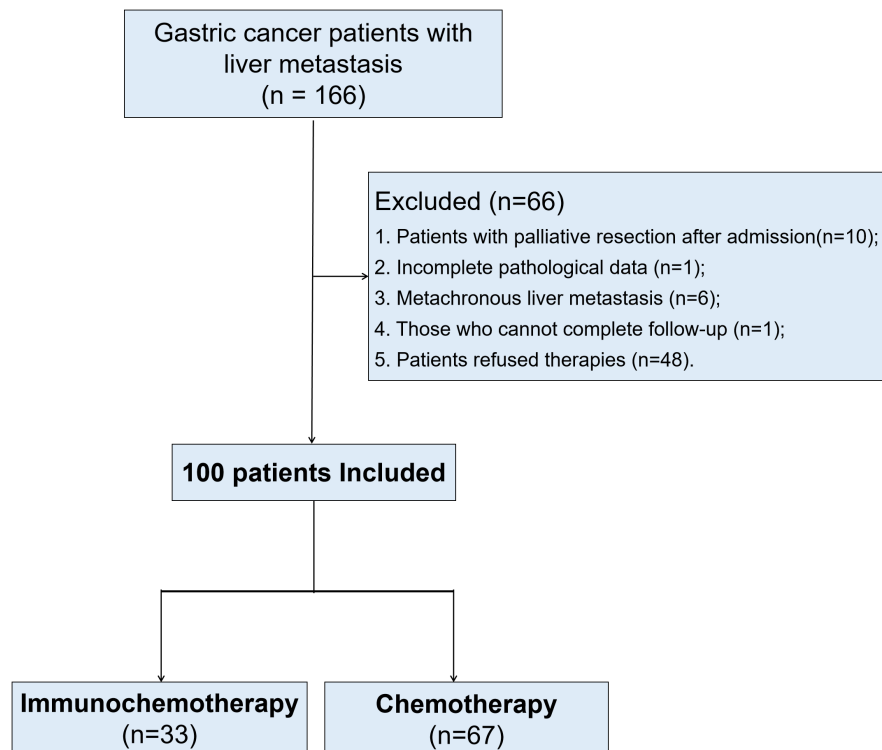 Gastric cancer patients with
liver metastasis
(n = 166)
Excluded (n=66)
1. Patients with palliative resection after admission(n=10);
2. Incomplete pathological data (n=1);
3. Metachronous liver metastasis (n=6);
4. Those who cannot complete follow-up (n=1);
5. Patients refused therapies (n=48).
100 patients Included
Immunochemotherapy
(n=33)
Chemotherapy
(n=67)